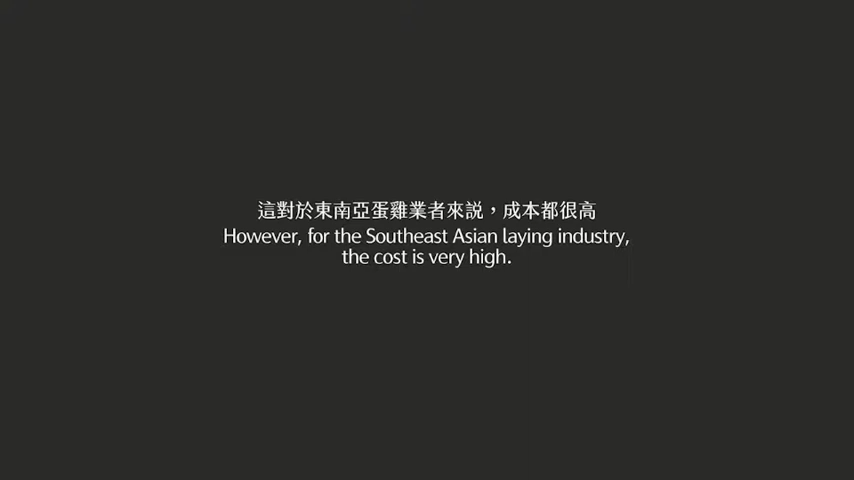 這對於東南亞蛋雞業者來說，成本都很高
However, for the Southeast Asian laying industry,
the cost is very high.